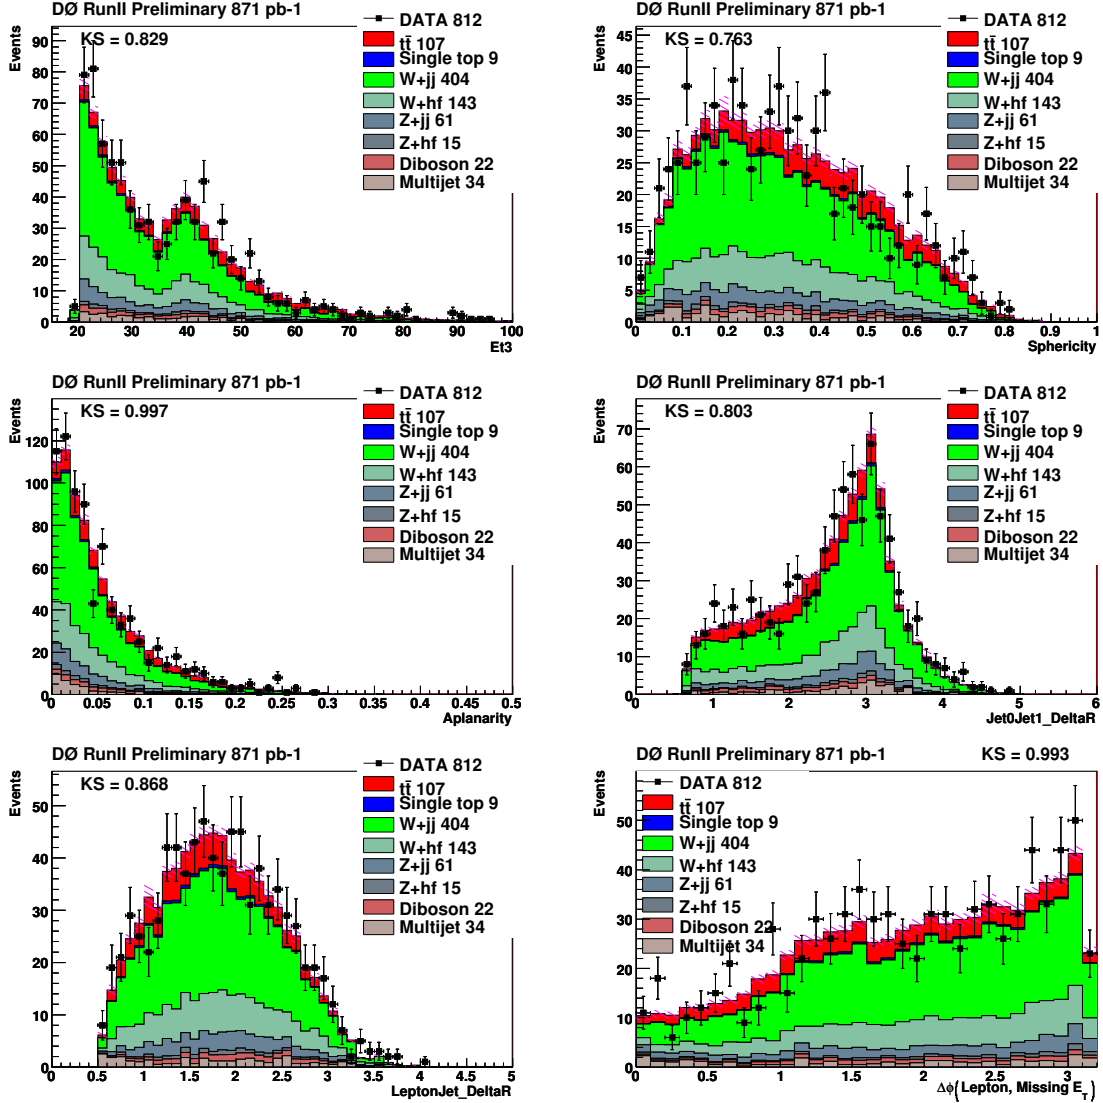 DØ RunII Preliminary 871 pb-1
KS = 0.829
DATA 812
tt̄ 107
Single top 9
W+jj 404
W+hf 143
Z+jj 61
Z+hf 15
Diboson 22
Multijet 34
Events
90
80
70
60
50
40
30
20
10
0
20 30 40 50 60 70 80 90 100
Et3
DØ RunII Preliminary 871 pb-1
KS = 0.763
DATA 812
tt̄ 107
Single top 9
W+jj 404
W+hf 143
Z+jj 61
Z+hf 15
Diboson 22
Multijet 34
Events
45
40
35
30
25
20
15
10
5
0
0 0.1 0.2 0.3 0.4 0.5 0.6 0.7 0.8 0.9 1
Sphericity
DØ RunII Preliminary 871 pb-1
KS = 0.997
DATA 812
tt̄ 107
Single top 9
W+jj 404
W+hf 143
Z+jj 61
Z+hf 15
Diboson 22
Multijet 34
Events
120
100
80
60
40
20
0
0 0.05 0.1 0.15 0.2 0.25 0.3 0.35 0.4 0.45 0.5
Aplanarity
DØ RunII Preliminary 871 pb-1
KS = 0.803
DATA 812
tt̄ 107
Single top 9
W+jj 404
W+hf 143
Z+jj 61
Z+hf 15
Diboson 22
Multijet 34
Events
70
60
50
40
30
20
10
0
0 1 2 3 4 5 6
Jet0Jet1_DeltaR
DØ RunII Preliminary 871 pb-1
KS = 0.868
DATA 812
tt̄ 107
Single top 9
W+jj 404
W+hf 143
Z+jj 61
Z+hf 15
Diboson 22
Multijet 34
Events
50
40
30
20
10
0
0 0.5 1 1.5 2 2.5 3 3.5 4 4.5 5
LeptonJet_DeltaR
DØ RunII Preliminary 871 pb-1
KS = 0.993
DATA 812
tt̄ 107
Single top 9
W+jj 404
W+hf 143
Z+jj 61
Z+hf 15
Diboson 22
Multijet 34
Events
50
40
30
20
10
0
0 0.5 1 1.5 2 2.5 3
Δϕ(Lepton, Missing E_T)